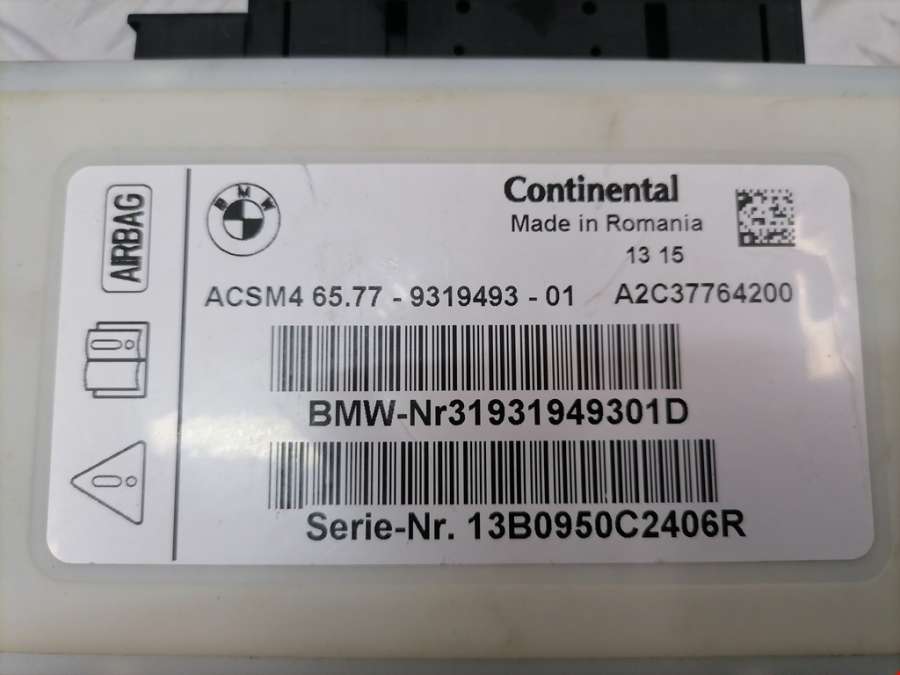 AIRBAG
BMW
Continental
Made in Romania
13 15
ACSM4 65.77 - 9319493 - 01 A2C37764200
BMW-Nr31931949301D
Serie-Nr. 13B0950C2406R